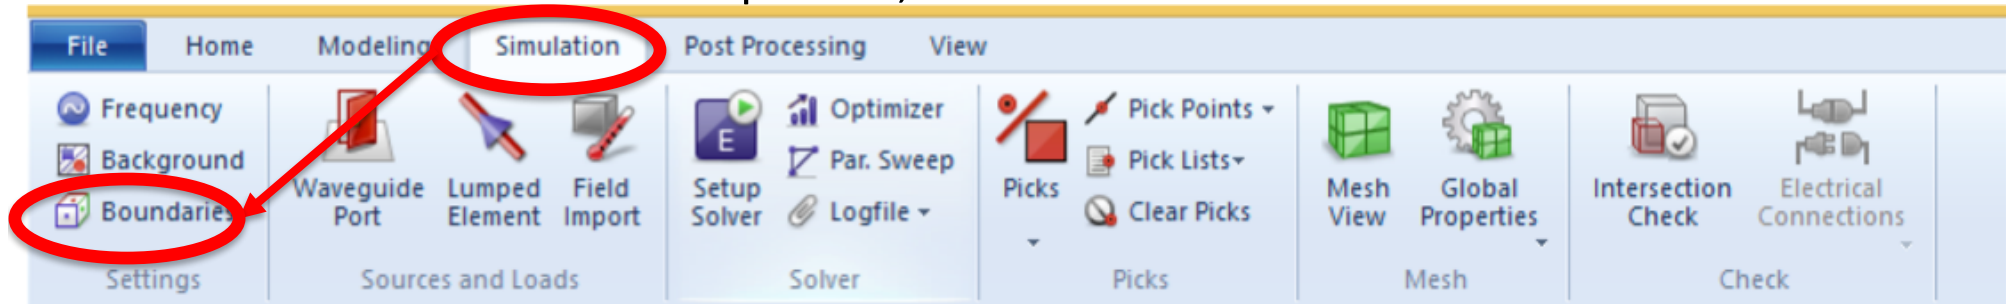 File Home Modeling Simulation Post Processing View
Frequency
Background
Boundaries
Settings
Waveguide
Port
Lumped
Element
Field
Import
Sources and Loads
E
Setup
Solver
Optimizer
Par. Sweep
Logfile
Solver
Picks
Pick Points
Pick Lists
Clear Picks
Picks
Mesh
View
Global
Properties
Mesh
Intersection
Check
Electrical
Connections
Check